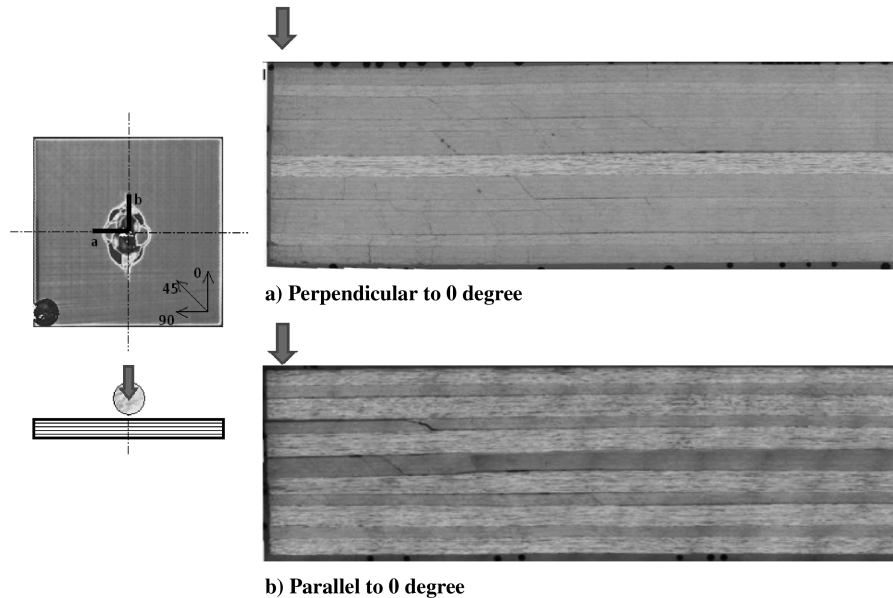 b
a
0
45
90
a) Perpendicular to 0 degree
b) Parallel to 0 degree